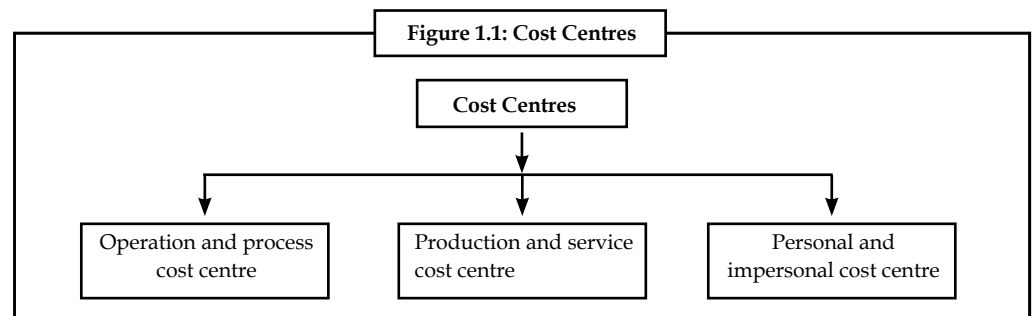 Figure 1.1: Cost Centres
Cost Centres
Operation and process
cost centre
Production and service
cost centre
Personal and
impersonal cost centre